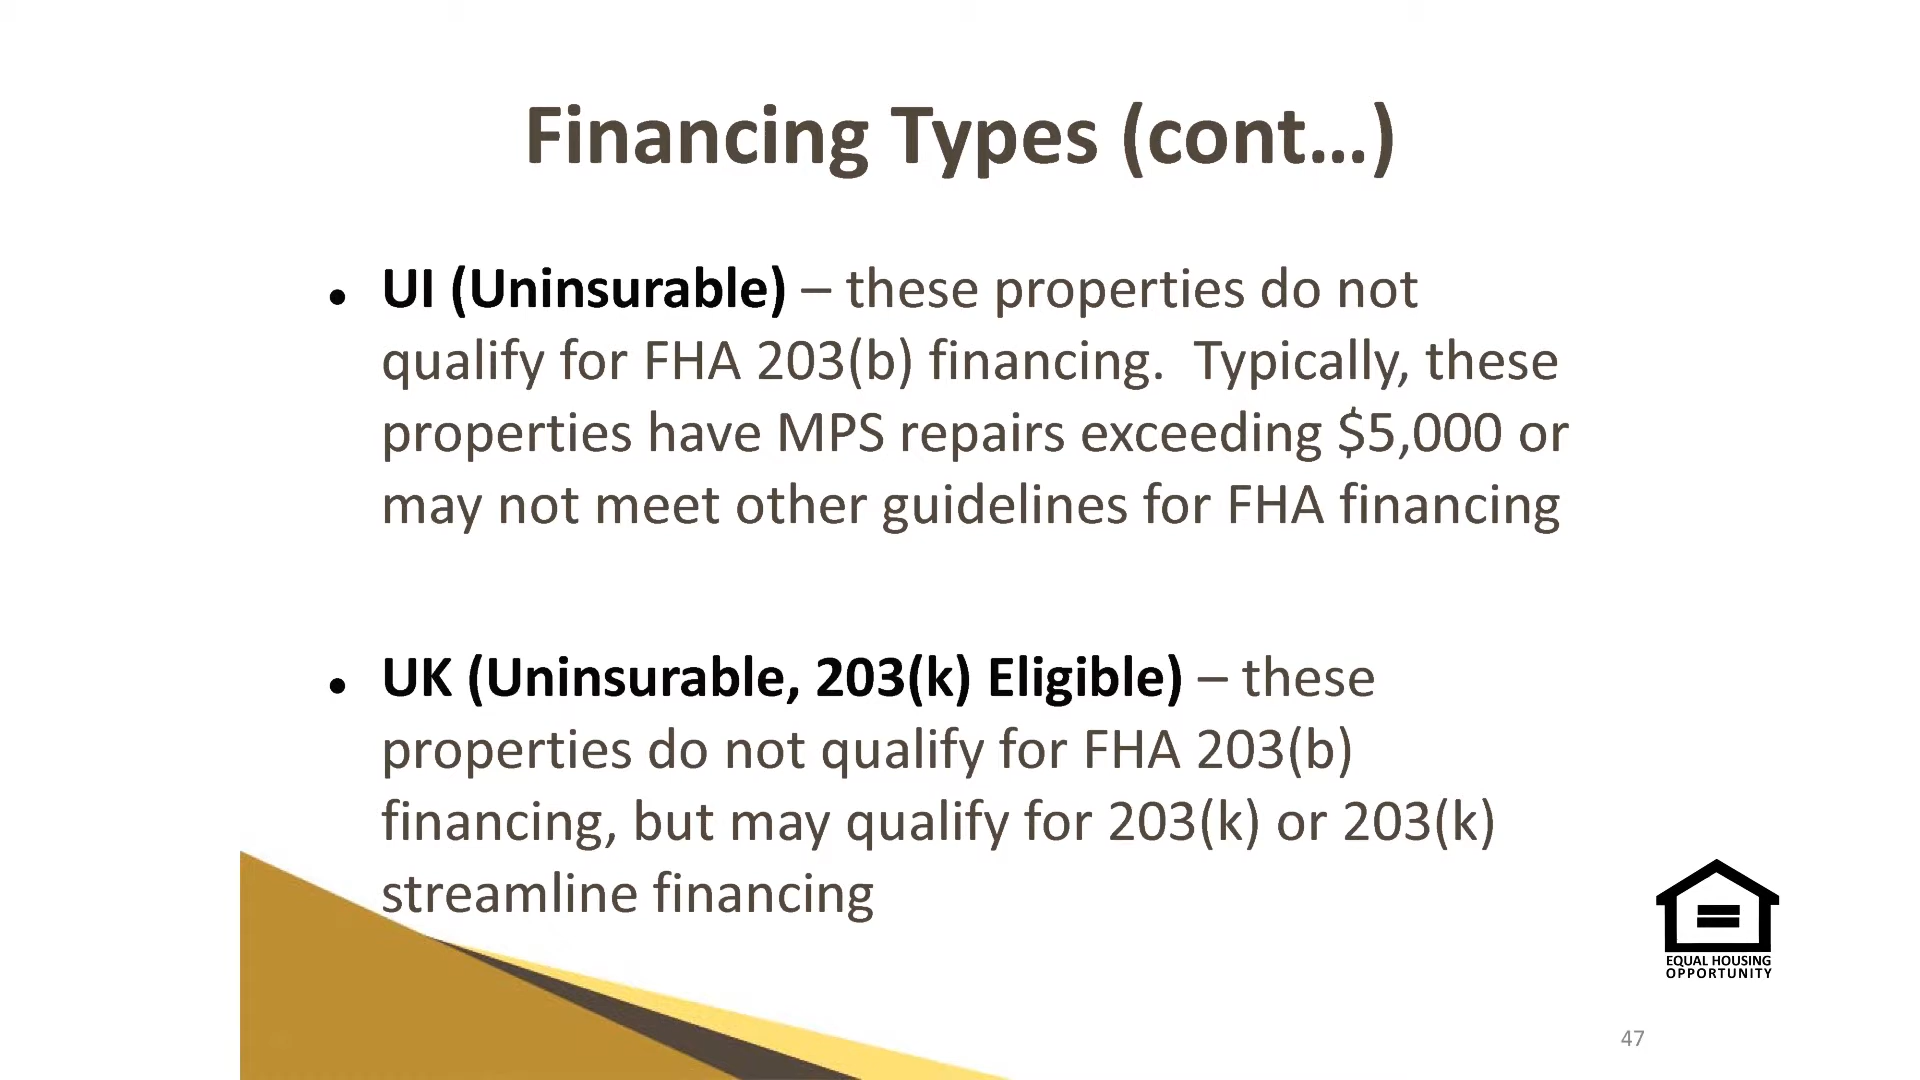 Financing Types (cont…)
● UI (Uninsurable) – these properties do not
qualify for FHA 203(b) financing.  Typically, these
properties have MPS repairs exceeding $5,000 or
may not meet other guidelines for FHA financing
● UK (Uninsurable, 203(k) Eligible) – these
properties do not qualify for FHA 203(b)
financing, but may qualify for 203(k) or 203(k)
streamline financing
EQUAL HOUSING
OPPORTUNITY
47